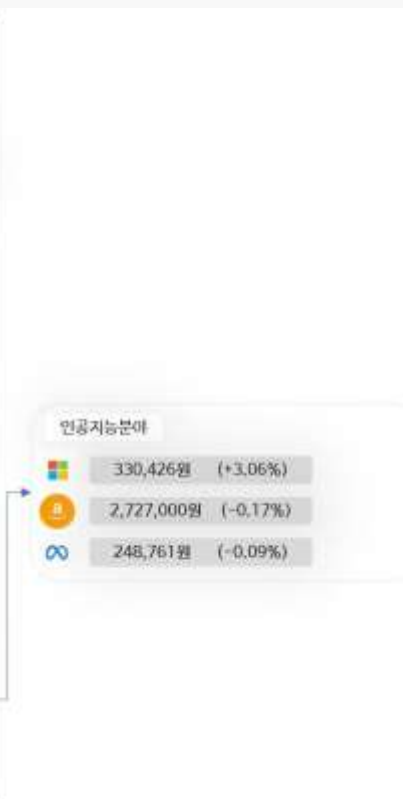 인공지능분야
330,426원 (+3.06%)
2,727,000원 (-0.17%)
248,761원 (-0.09%)